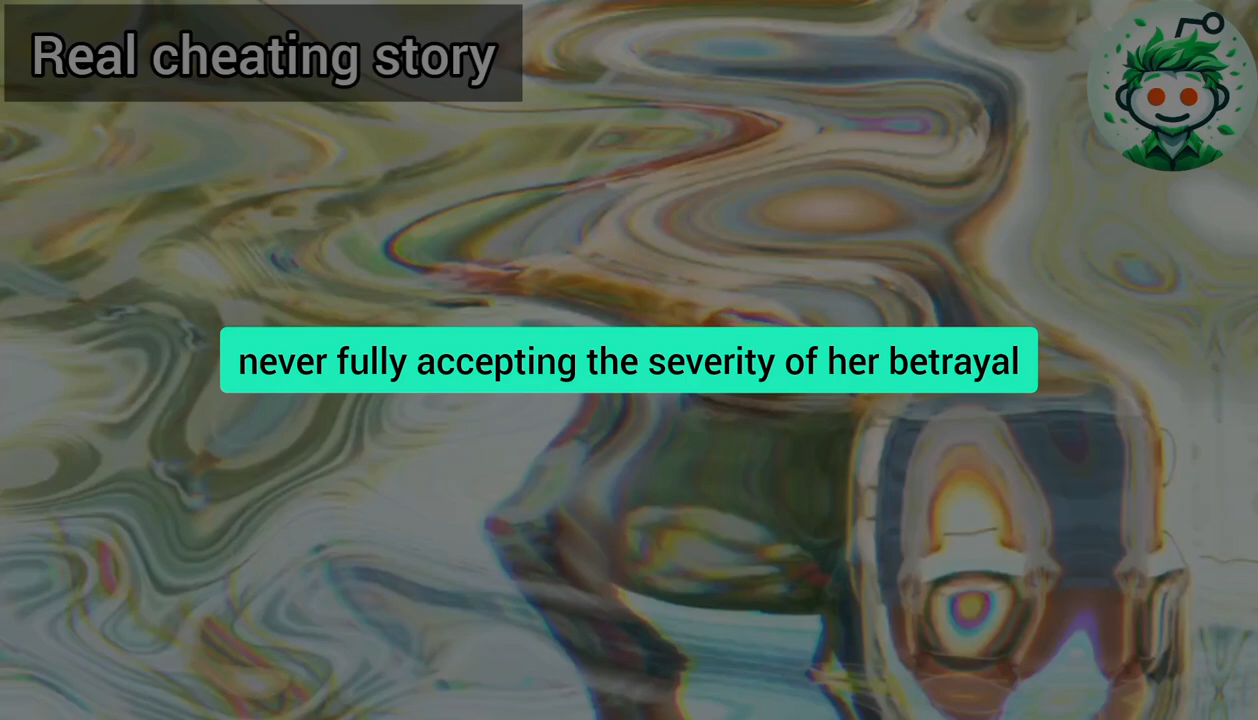 Real cheating story
never fully accepting the severity of her betrayal